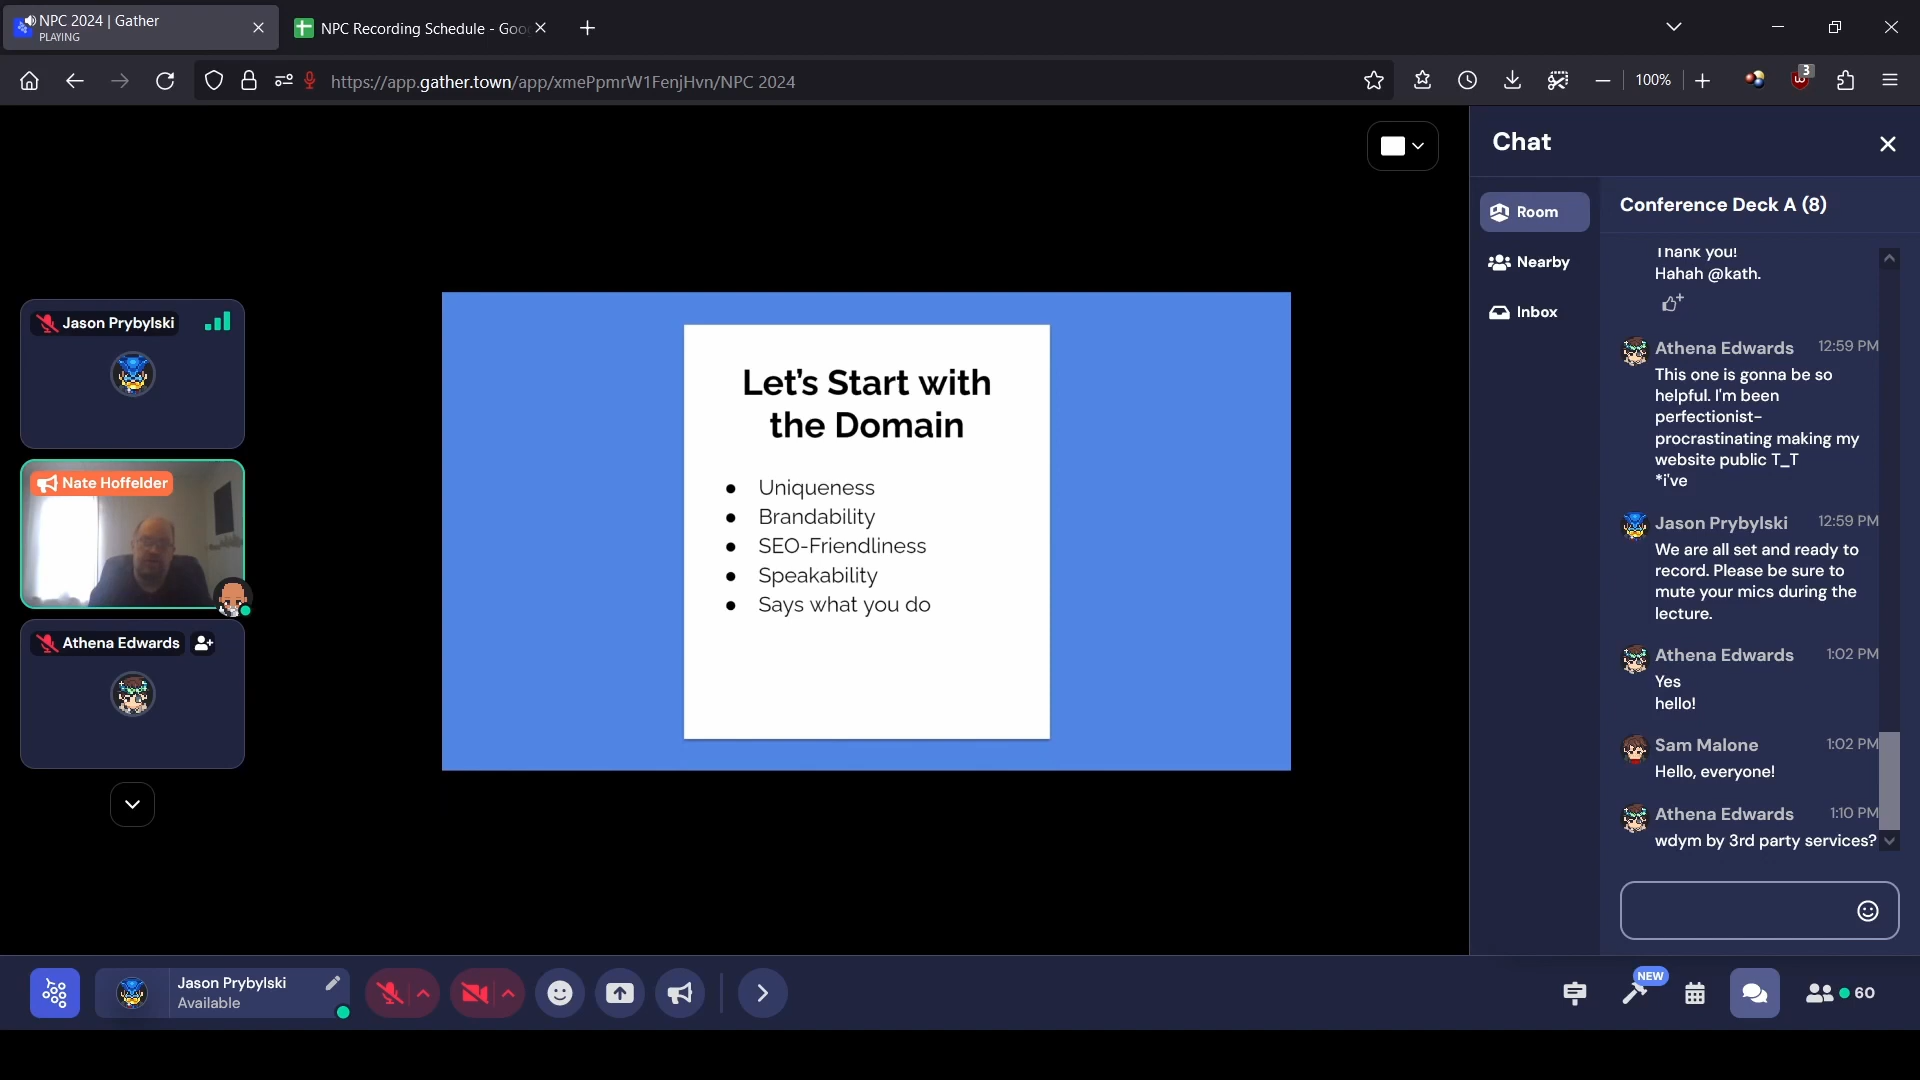 NPC 2024 | Gather
PLAYING
NPC Recording Schedule - Goo
https://app.gather.town/app/xmePpmrW1FenjHvn/NPC 2024
100%
3
Jason Prybylski
Nate Hoffelder
Athena Edwards
Let's Start with
the Domain
● Uniqueness
● Brandability
● SEO-Friendliness
● Speakability
● Says what you do
Chat
Room
Nearby
Inbox
Conference Deck A (8)
Thank you!
Hahah @kath.
Athena Edwards 12:59 PM
This one is gonna be so
helpful. I'm been
perfectionist-
procrastinating making my
website public T_T
*i've
Jason Prybylski 12:59 PM
We are all set and ready to
record. Please be sure to
mute your mics during the
lecture.
Athena Edwards 1:02 PM
Yes
hello!
Sam Malone 1:02 PM
Hello, everyone!
Athena Edwards 1:10 PM
wdym by 3rd party services?
Jason Prybylski
Available
NEW
60